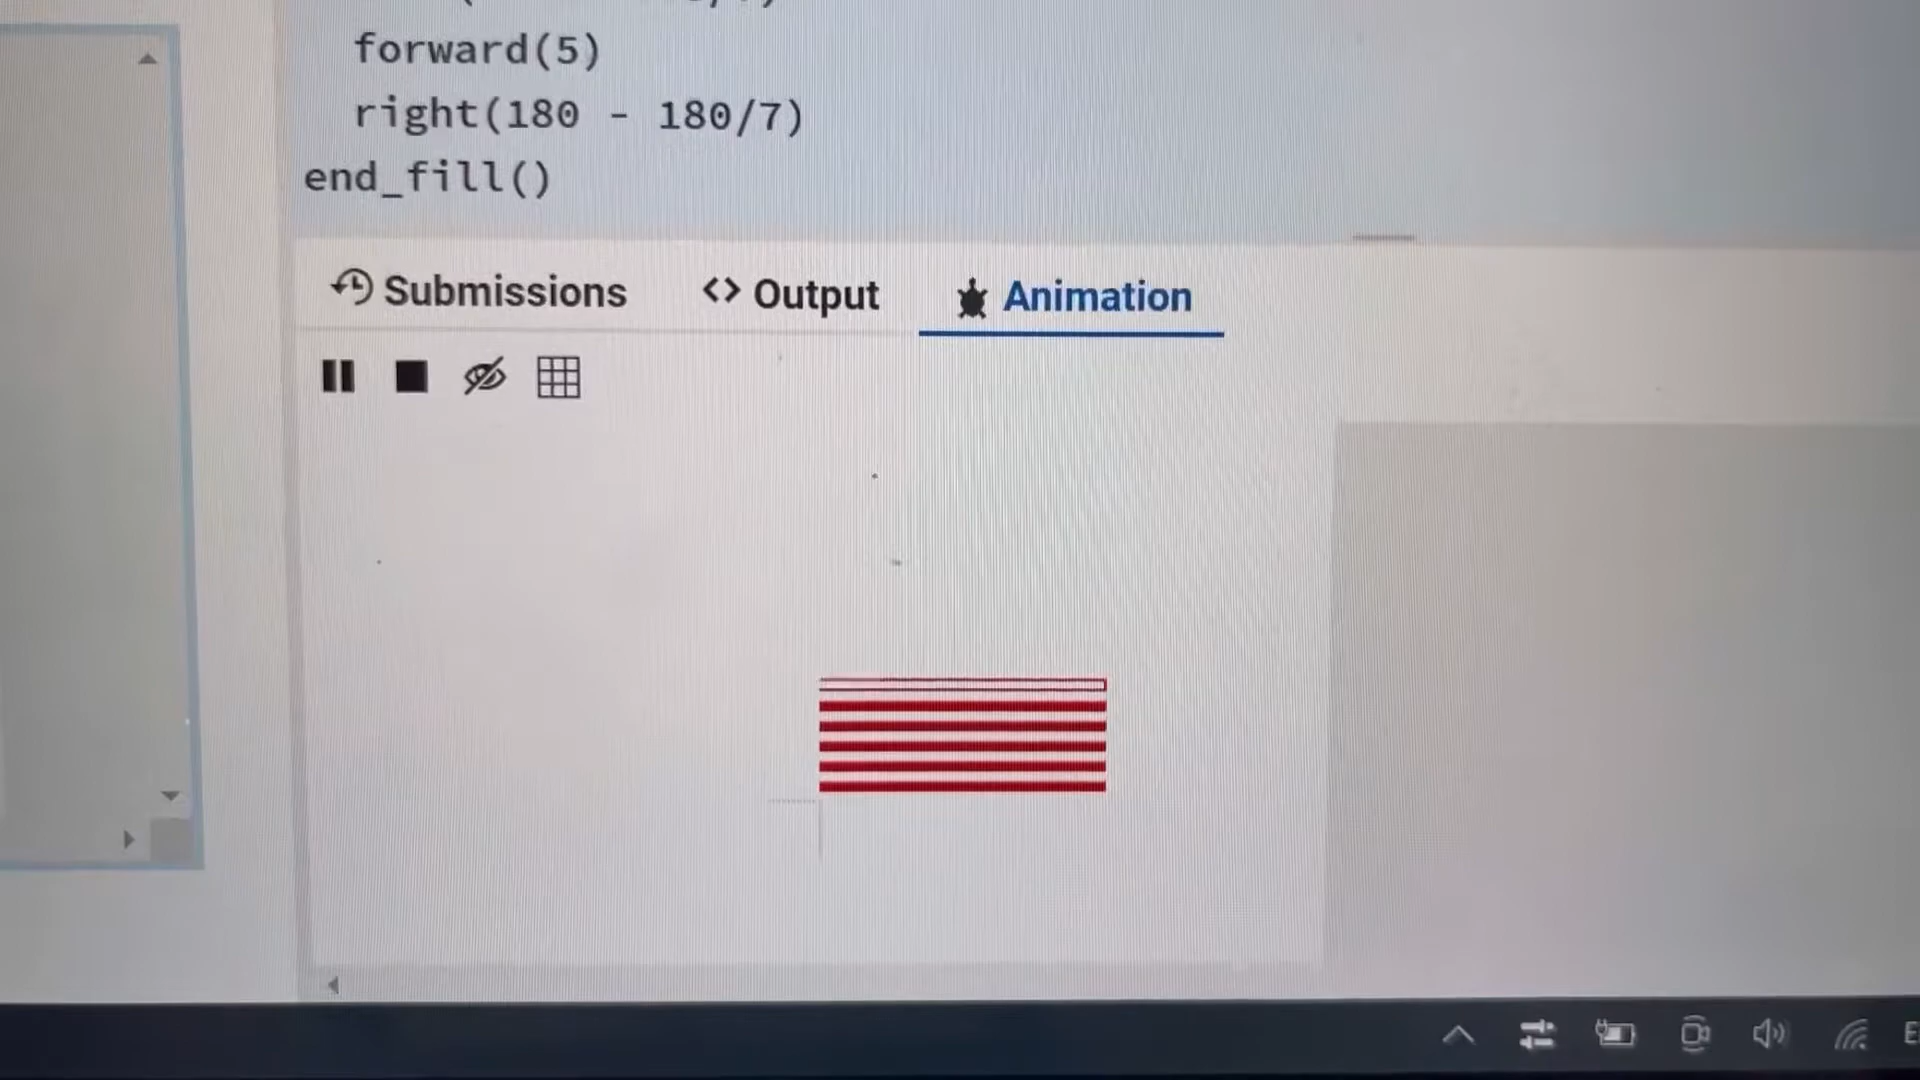 forward(5)
right(180 - 180/7)
end_fill()
Submissions
<> Output
Animation